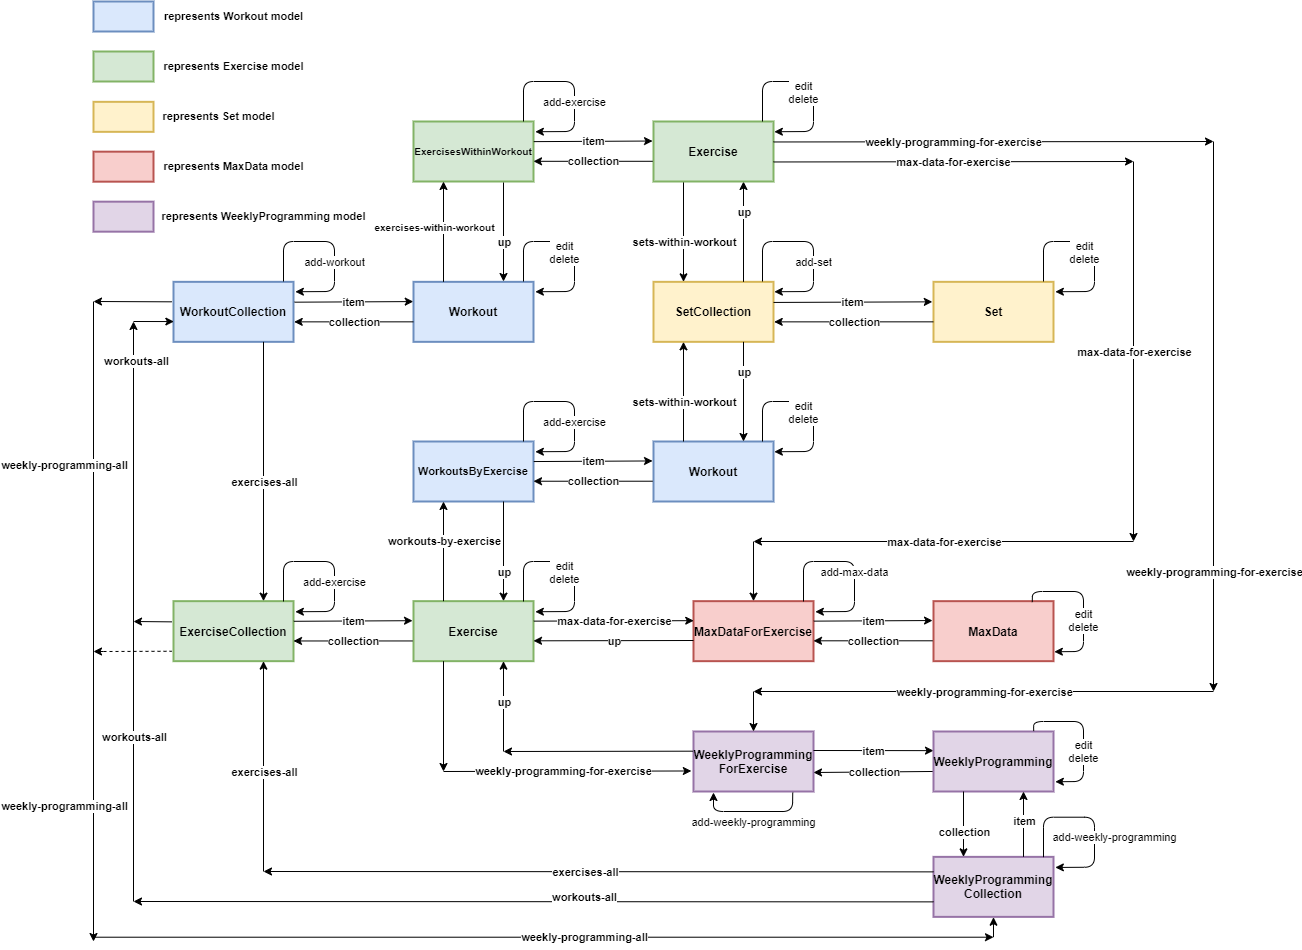 represents Workout model
represents Exercise model
represents Set model
represents MaxData model
represents WeeklyProgramming model
add-exercise
edit
delete
ExercisesWithinWorkout
item
collection
Exercise
weekly-programming-for-exercise
max-data-for-exercise
exercises-within-workout
up
sets-within-workout
up
add-workout
edit
delete
add-set
edit
delete
WorkoutCollection
item
collection
Workout
SetCollection
item
collection
Set
workouts-all
max-data-for-exercise
sets-within-workout
up
add-exercise
edit
delete
weekly-programming-all
exercises-all
WorkoutsByExercise
item
collection
Workout
workouts-by-exercise
up
max-data-for-exercise
weekly-programming-for-exercise
add-exercise
edit
delete
add-max-data
ExerciseCollection
item
collection
Exercise
max-data-for-exercise
up
MaxDataForExercise
item
collection
MaxData
edit
delete
weekly-programming-for-exercise
up
workouts-all
exercises-all
weekly-programming-for-exercise
WeeklyProgramming
ForExercise
item
collection
WeeklyProgramming
edit
delete
weekly-programming-all
add-weekly-programming
collection
item
add-weekly-programming
exercises-all
WeeklyProgramming
Collection
workouts-all
weekly-programming-all